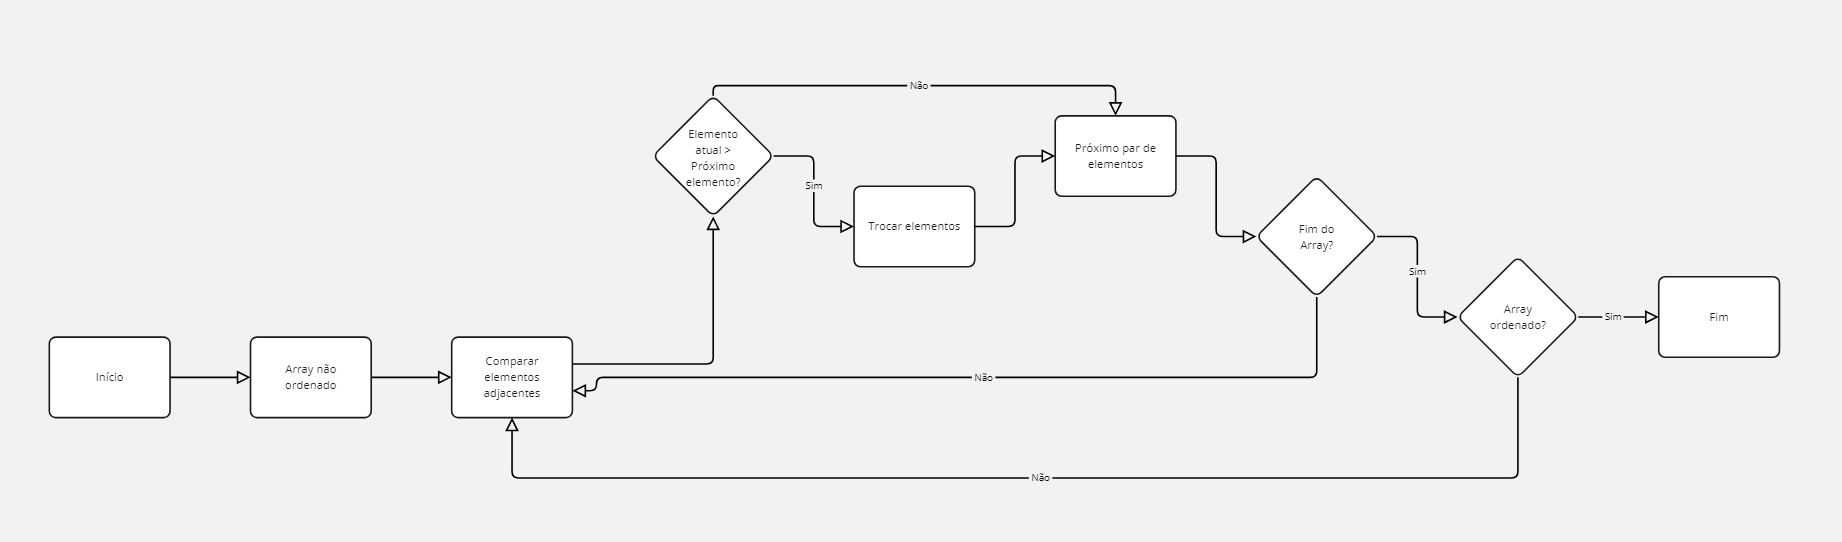 Não
Elemento
atual >
Próximo
elemento?
Sim
Trocar elementos
Próximo par de
elementos
Fim do
Array?
Sim
Array
ordenado?
Sim
Fim
Início
Array não
ordenado
Comparar
elementos
adjacentes
Não
Não